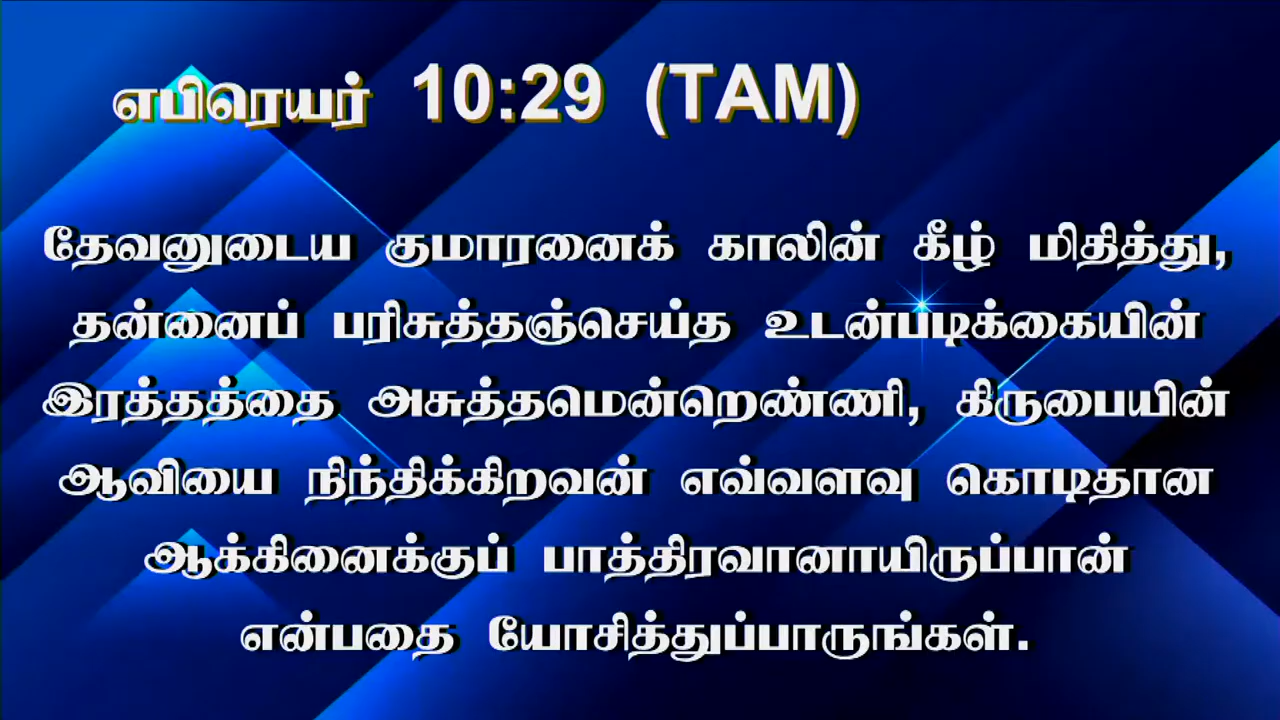 எபிரெயர் 10:29 (TAM)
தேவனுடைய குமாரனைக் காலின் கீழ் மிதித்து,
தன்னைப் பரிசுத்தஞ்செய்த உடன்படிக்கையின்
இரத்தத்தை அசுத்தமென்றெண்ணி, கிருபையின்
ஆவியை நிந்திக்கிறவன் எவ்வளவு கொடிதான
ஆக்கினைக்குப் பாத்திரவானாயிருப்பான்
என்பதை யோசித்துப்பாருங்கள்.